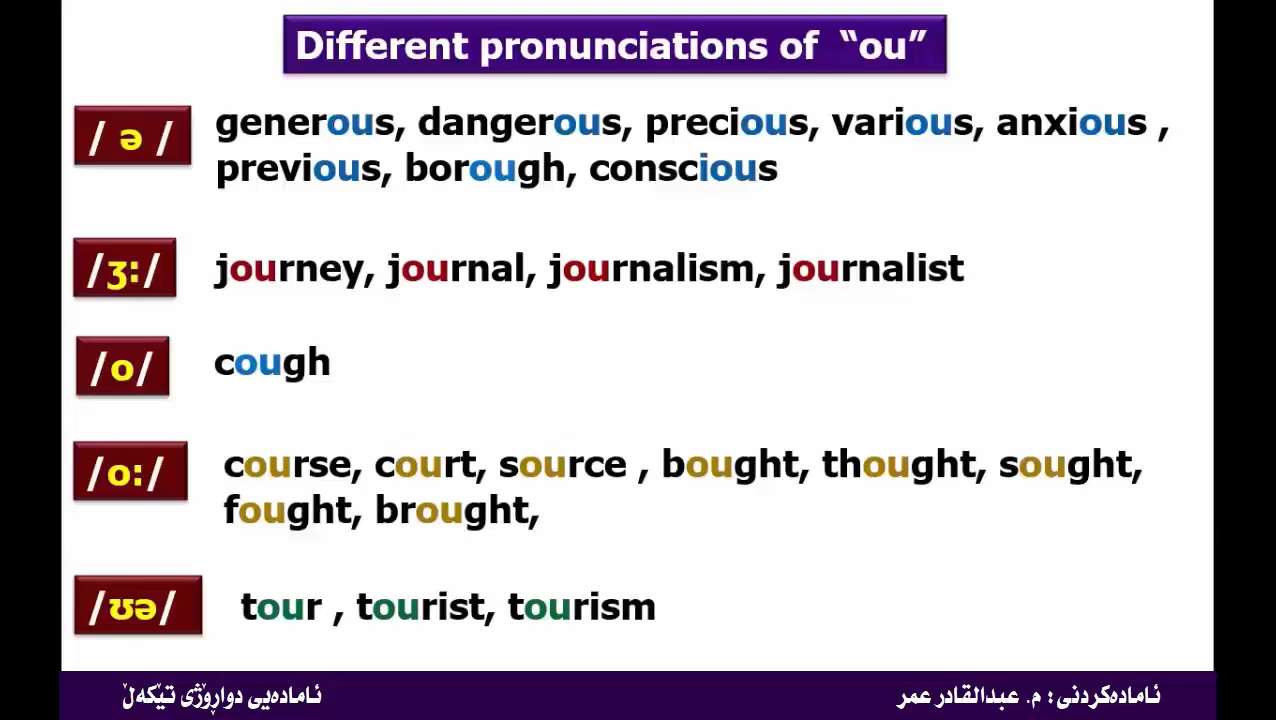 Different pronunciations of “ou”
/ ə /
generous, dangerous, precious, various, anxious ,
previous, borough, conscious
/ʒ:/
journey, journal, journalism, journalist
/o/
cough
/o:/
course, court, source , bought, thought, sought,
fought, brought,
/ʊə/
tour , tourist, tourism
ئامادەکردنی : م. عبدالقادر عمر
ئامادەیی دواڕۆژی تێکەڵ